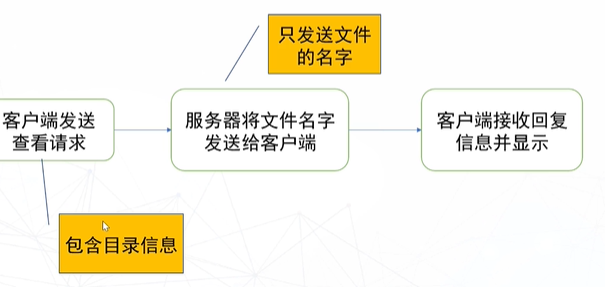 只发送文件
的名字
客户端发送
查看请求
服务器将文件名字
发送给客户端
客户端接收回复
信息并显示
包含目录信息